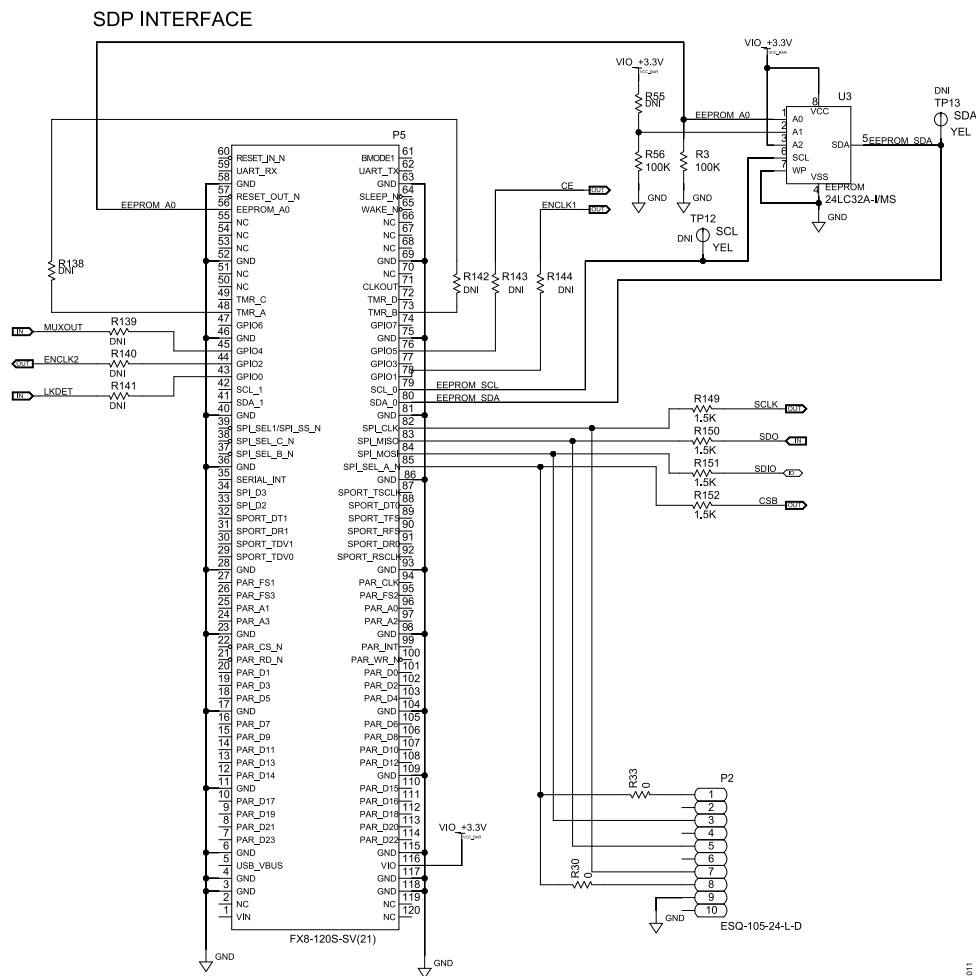 SDP INTERFACE
P5
60 RESET_IN_N BMODE1 61
59 UART_RX UART_TX 62
58 GND GND 63
57 RESET_OUT_N SLEEP_N 64
EEPROM_A0 56 EEPROM_A0 WAKE_N 65
55 NC NC 66
54 NC NC 67
53 NC NC 68
52 GND GND 69
51 NC NC 70
50 NC CLKOUT 71
49 TMR_C TMR_D 72
48 TMR_A TMR_B 73
47 GPIO6 GPIO7 74
46 GND GND 75
45 GPIO4 GPIO5 76
44 GPIO2 GPIO3 77
43 GPIO0 GPIO1 78
42 SCL_1 SCL_0 79 EEPROM_SCL
41 SDA_1 SDA_0 80 EEPROM_SDA
40 GND GND 81
39 SPI_SEL1/SPI_SS_N SPI_CLK 82
38 SPI_SEL_C_N SPI_MISO 83
37 SPI_SEL_B_N SPI_MOSI 84
36 GND SPI_SEL_A_N 85
35 SERIAL_INT GND 86
34 SPI_D3 SPORT_TSCLK 87
33 SPI_D2 SPORT_DT0 88
32 SPORT_DT1 SPORT_TFS 89
31 SPORT_DR1 SPORT_RFS 90
30 SPORT_TDV1 SPORT_DR0 91
29 SPORT_TDV0 SPORT_RSCLK 92
28 GND GND 93
27 PAR_FS1 PAR_CLK 94
26 PAR_FS3 PAR_FS2 95
25 PAR_A1 PAR_A0 96
24 PAR_A3 PAR_A2 97
23 GND GND 98
22 PAR_CS_N PAR_INT 99
21 PAR_RD_N PAR_WR_N 100
20 PAR_D1 PAR_D0 101
19 PAR_D3 PAR_D2 102
18 PAR_D5 PAR_D4 103
17 GND GND 104
16 PAR_D7 PAR_D6 105
15 PAR_D9 PAR_D8 106
14 PAR_D11 PAR_D10 107
13 PAR_D13 PAR_D12 108
12 PAR_D14 GND 109
11 GND PAR_D15 110
10 PAR_D17 PAR_D16 111
9 PAR_D19 PAR_D18 112
8 PAR_D21 PAR_D20 113
7 PAR_D23 PAR_D22 114
6 GND GND 115
5 USB_VBUS VIO 116
4 GND GND 117
3 GND GND 118
2 NC NC 119
1 VIN NC 120
FX8-120S-SV(21)
GND
GND
R138
DNI
IN MUXOUT R139
DNI
OUT ENCLK2 R140
DNI
IN LKDET R141
DNI
R142
DNI
R143
DNI
R144
DNI
CE OUT
ENCLK1 OUT
VIO_+3.3V
VCC_BAR
R55
DNI
R56
100K
GND
EEPROM_A0
R3
100K
GND
VIO_+3.3V
VCC_BAR
U3
8
VCC
1 A0
2 A1
3 A2
6 SCL
7 WP
SDA 5 EEPROM_SDA
VSS
4 EEPROM
24LC32A-I/MS
GND
DNI
TP13
SDA
YEL
TP12
DNI
SCL
YEL
R149
1.5K
SCLK OUT
R150
1.5K
SDO IN
R151
1.5K
SDIO IO
R152
1.5K
CSB OUT
VIO_+3.3V
VCC_BAR
R33
0
R30
0
P2
1
2
3
4
5
6
7
8
9
10
GND
ESQ-105-24-L-D
011